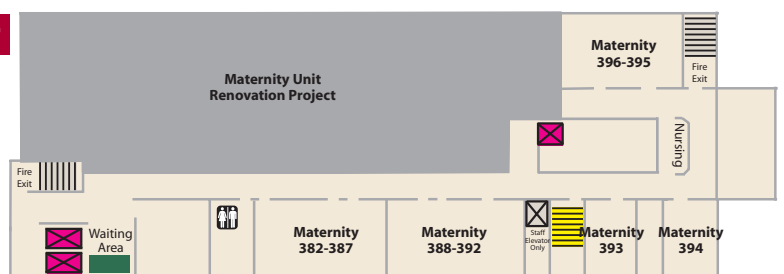 Maternity
396-395
Fire
Exit
Maternity Unit
Renovation Project
Nursing
Fire
Exit
Waiting
Area
Maternity
382-387
Maternity
388-392
Staff
Elevator
Only
Maternity
393
Maternity
394